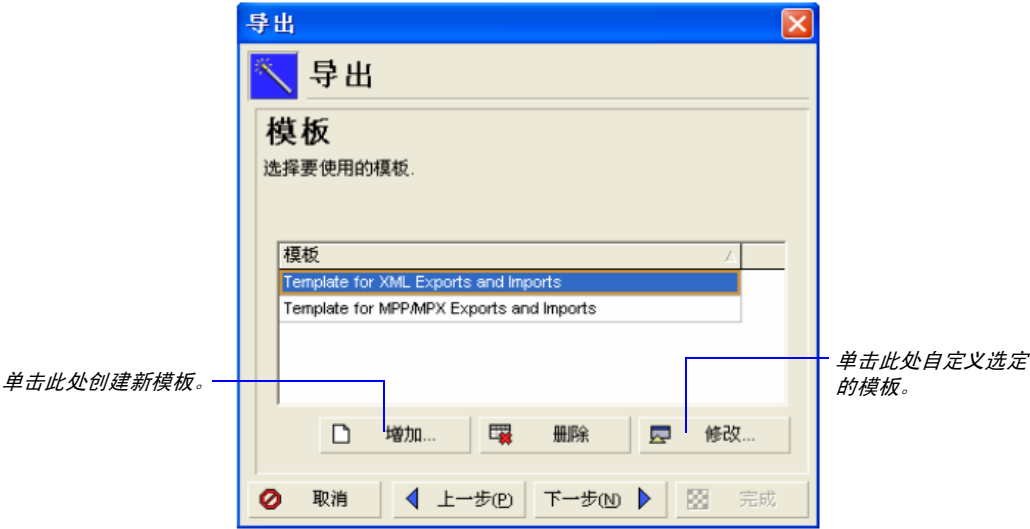 导出
导出
模板
选择要使用的模板.
模板
Template for XML Exports and Imports
Template for MPP/MPX Exports and Imports
单击此处创建新模板。
单击此处自定义选定
的模板。
增加...
删除
修改...
取消
上一步(P)
下一步(N)
完成